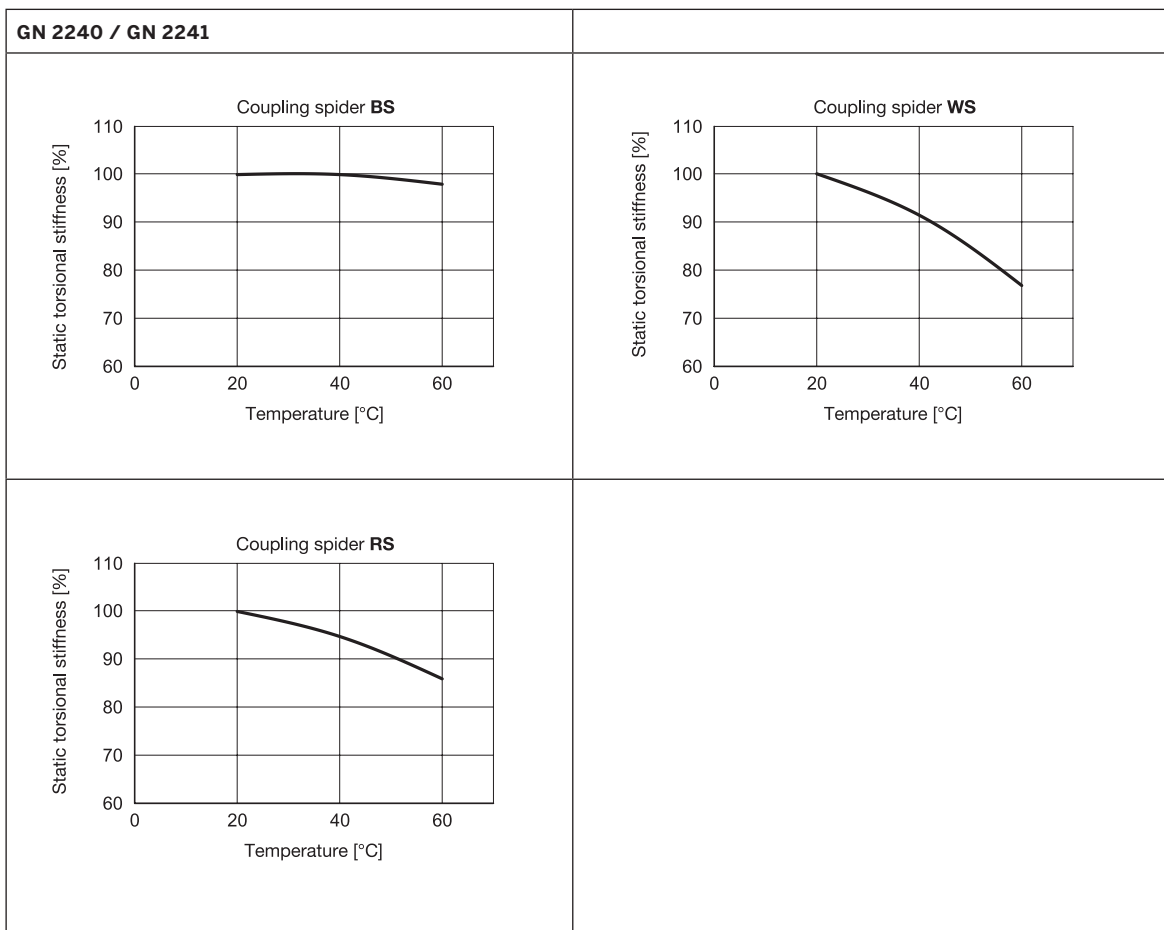 GN 2240 / GN 2241
Coupling spider BS
Static torsional stiffness [%]
110
100
90
80
70
60
0 20 40 60
Temperature [°C]
Coupling spider WS
Static torsional stiffness [%]
110
100
90
80
70
60
0 20 40 60
Temperature [°C]
Coupling spider RS
Static torsional stiffness [%]
110
100
90
80
70
60
0 20 40 60
Temperature [°C]